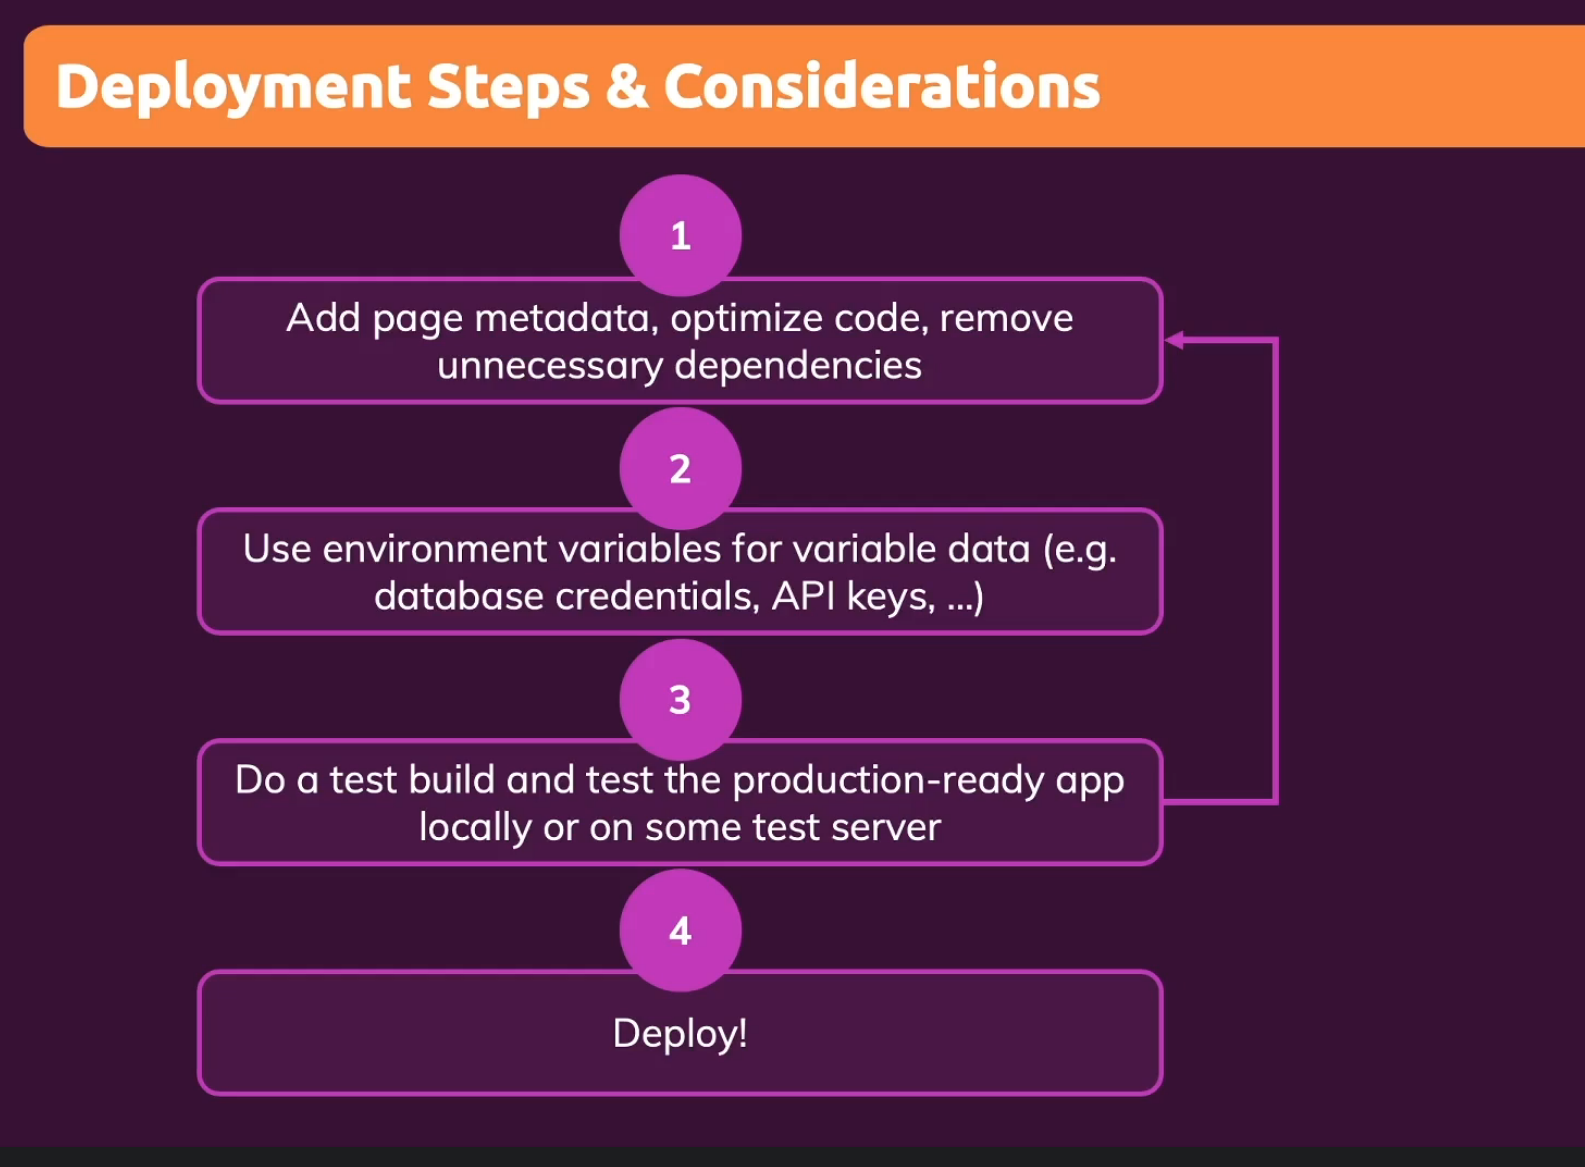 Deployment Steps & Considerations
1
Add page metadata, optimize code, remove
unnecessary dependencies
2
Use environment variables for variable data (e.g.
database credentials, API keys, ...)
3
Do a test build and test the production-ready app
locally or on some test server
4
Deploy!